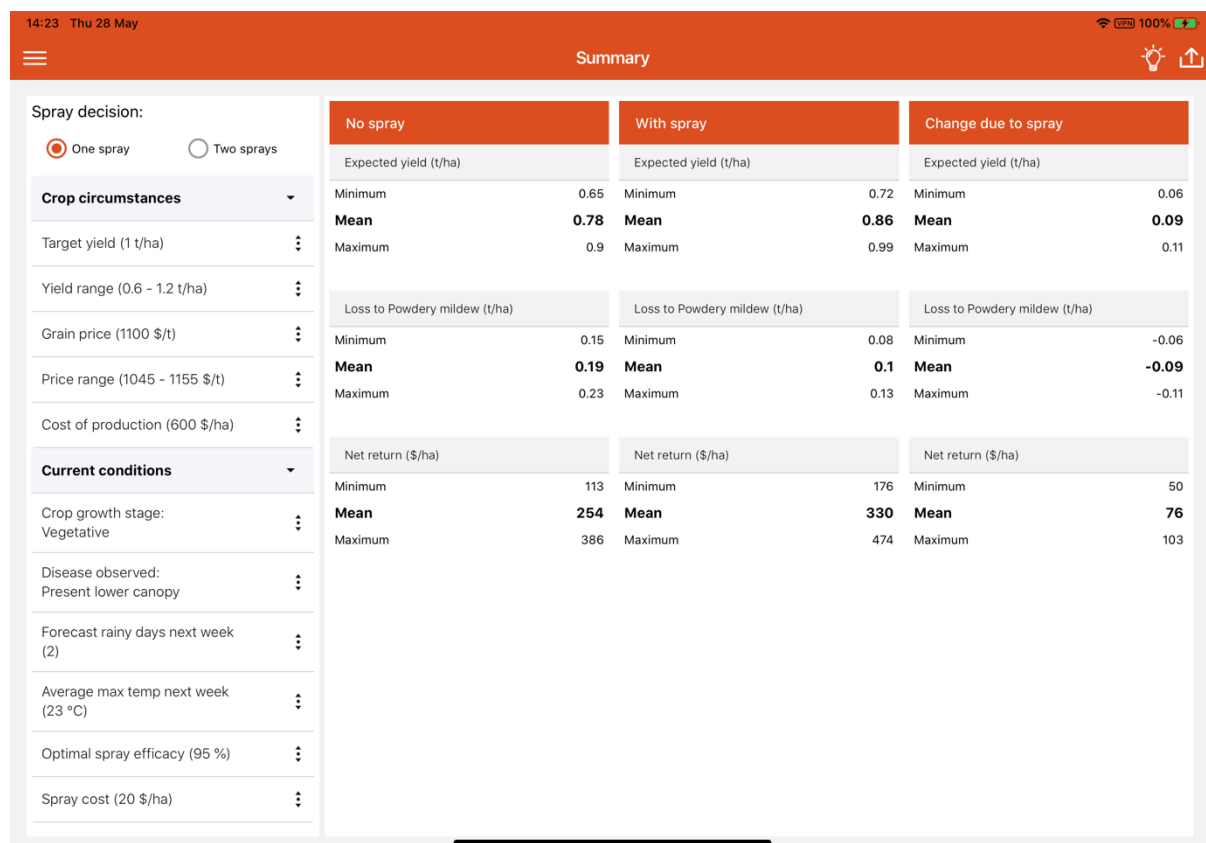 14:23 Thu 28 May
VPN 100%
Summary
Spray decision:
One spray
Two sprays
Crop circumstances
Target yield (1 t/ha)
Yield range (0.6 - 1.2 t/ha)
Grain price (1100 $/t)
Price range (1045 - 1155 $/t)
Cost of production (600 $/ha)
Current conditions
Crop growth stage:
Vegetative
Disease observed:
Present lower canopy
Forecast rainy days next week
(2)
Average max temp next week
(23 °C)
Optimal spray efficacy (95 %)
Spray cost (20 $/ha)
No spray
Expected yield (t/ha)
Minimum 0.65
Mean 0.78
Maximum 0.9
Loss to Powdery mildew (t/ha)
Minimum 0.15
Mean 0.19
Maximum 0.23
Net return ($/ha)
Minimum 113
Mean 254
Maximum 386
With spray
Expected yield (t/ha)
Minimum 0.72
Mean 0.86
Maximum 0.99
Loss to Powdery mildew (t/ha)
Minimum 0.08
Mean 0.1
Maximum 0.13
Net return ($/ha)
Minimum 176
Mean 330
Maximum 474
Change due to spray
Expected yield (t/ha)
Minimum 0.06
Mean 0.09
Maximum 0.11
Loss to Powdery mildew (t/ha)
Minimum -0.06
Mean -0.09
Maximum -0.11
Net return ($/ha)
Minimum 50
Mean 76
Maximum 103